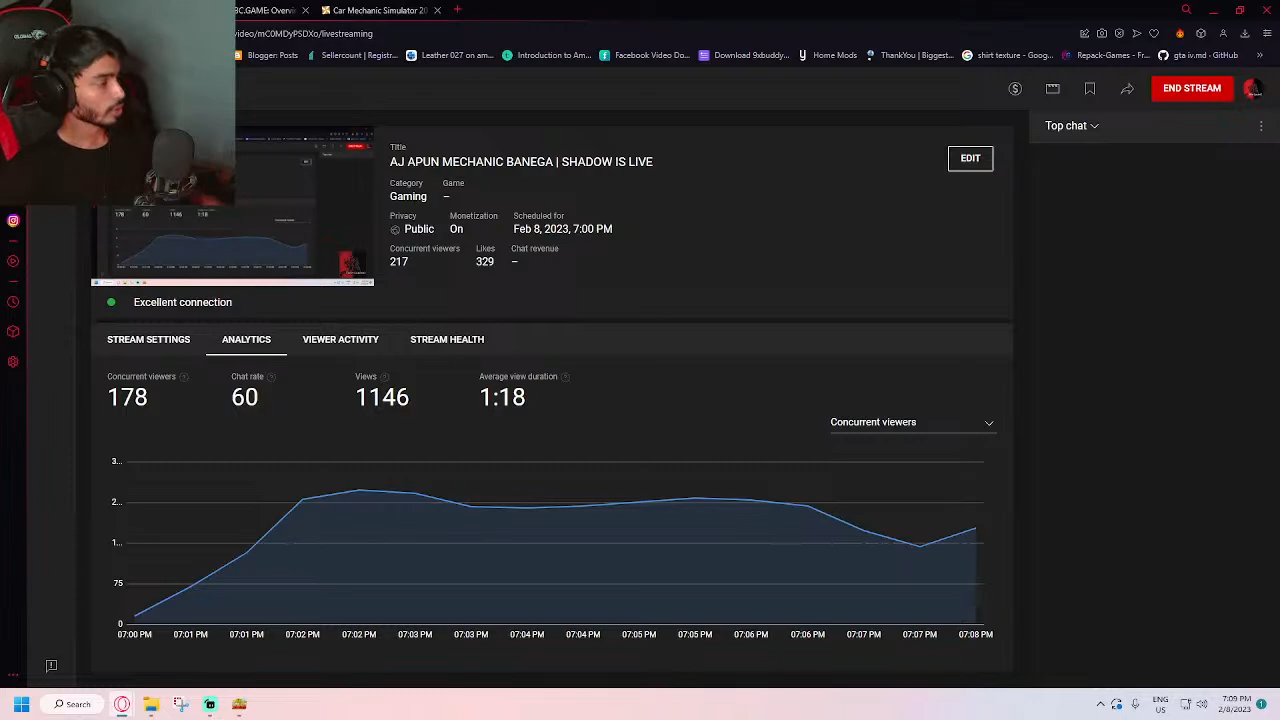 BC.GAME: Overvi
Car Mechanic Simulator 20
video/mC0MDyPSDXo/livestreaming
Blogger: Posts
Sellercount | Registr...
Leather 027 on am...
Introduction to Am...
Facebook Video Do...
Download 9xbuddy...
Home Mods
ThankYou | Desiti...
shirt texture - Goog...
Repack-Games | Fr...
gta iv.md · GitHub
END STREAM
Top chat
Title
AJ APUN MECHANIC BANEGA | SHADOW IS LIVE
EDIT
Category
Game
Gaming
–
Privacy
Monetization
Scheduled for
Public
On
Feb 8, 2023, 7:00 PM
Concurrent viewers
Likes
Chat revenue
217
329
–
178
60
1146
1:18
Excellent connection
STREAM SETTINGS
ANALYTICS
VIEWER ACTIVITY
STREAM HEALTH
Concurrent viewers
Chat rate
Views
Average view duration
178
60
1146
1:18
Concurrent viewers
3...
2...
1...
75
0
07:00 PM
07:01 PM
07:01 PM
07:02 PM
07:02 PM
07:03 PM
07:03 PM
07:04 PM
07:04 PM
07:05 PM
07:05 PM
07:06 PM
07:06 PM
07:07 PM
07:07 PM
07:08 PM
Search
ENG
US
7:09 PM
2/8/2023